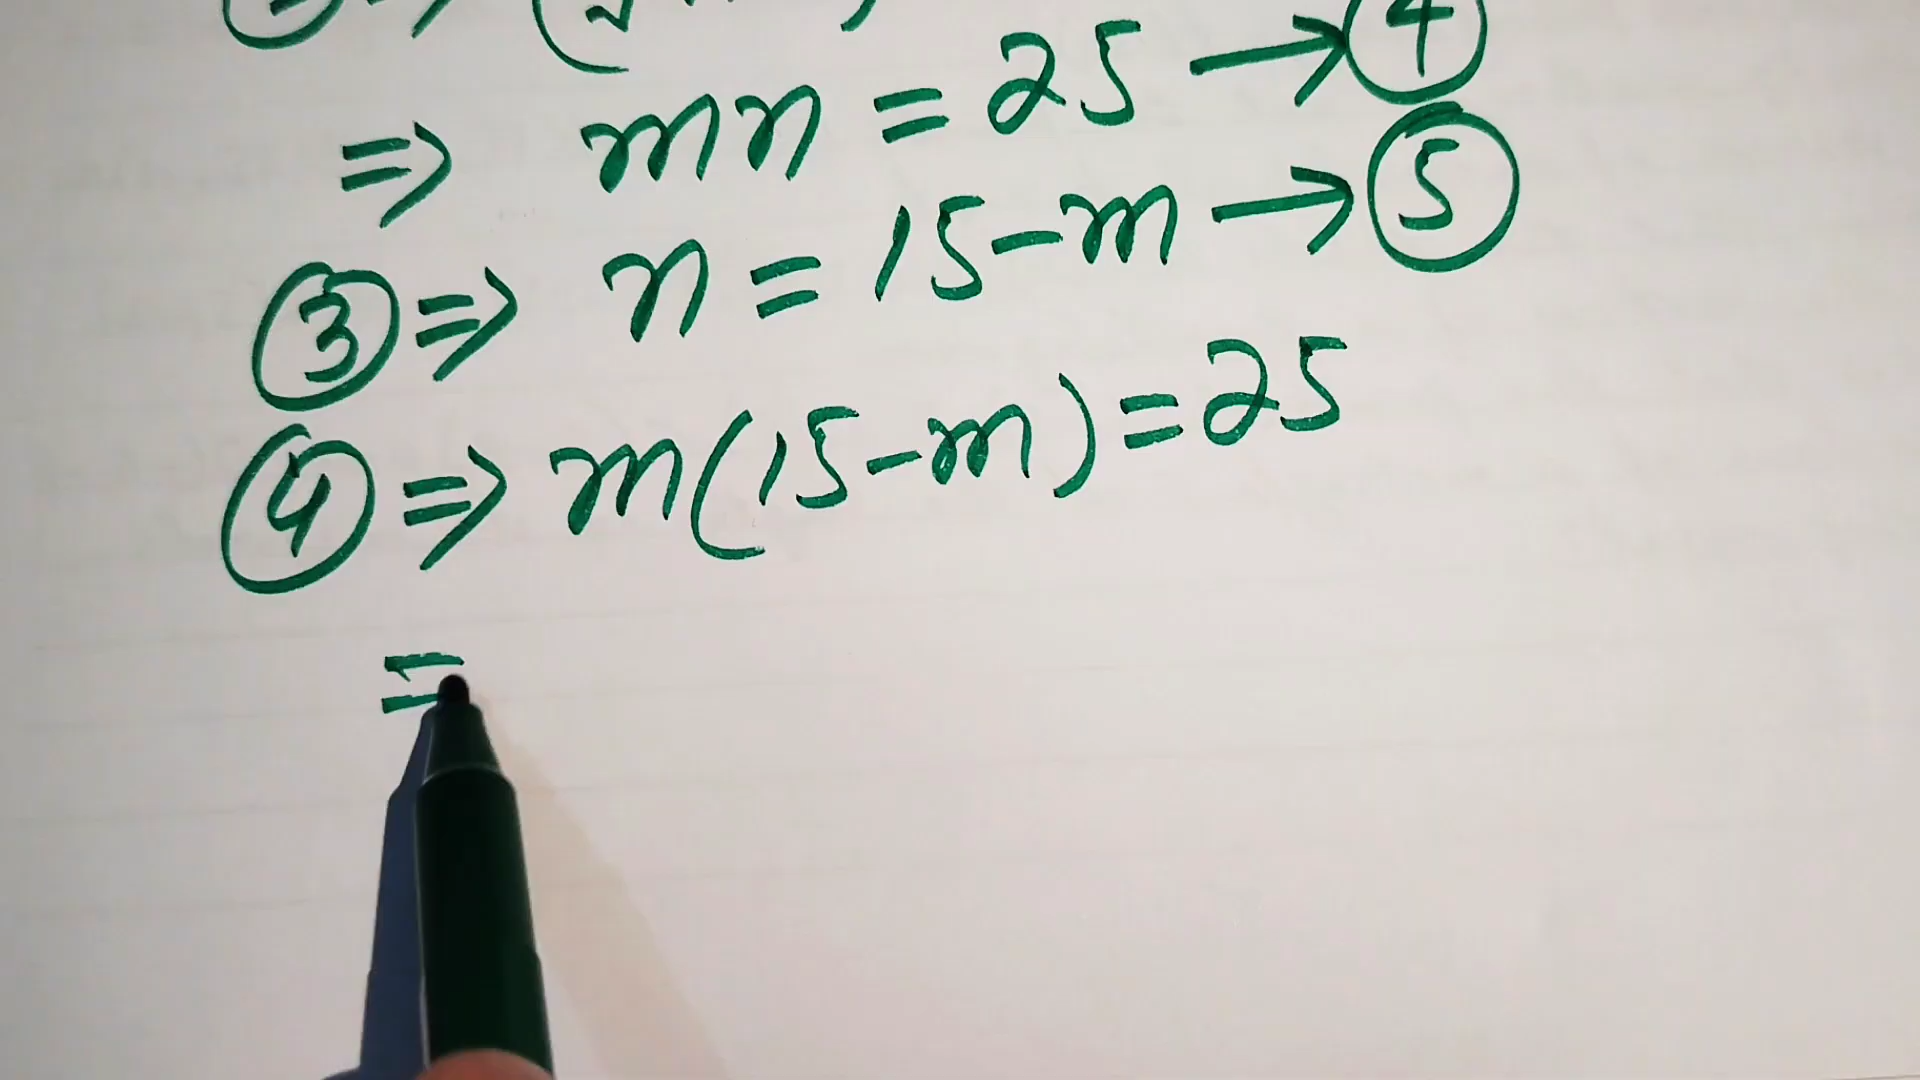 => mn = 25 → ④
③ => n = 15 - m → ⑤
④ => m(15-m) = 25
=